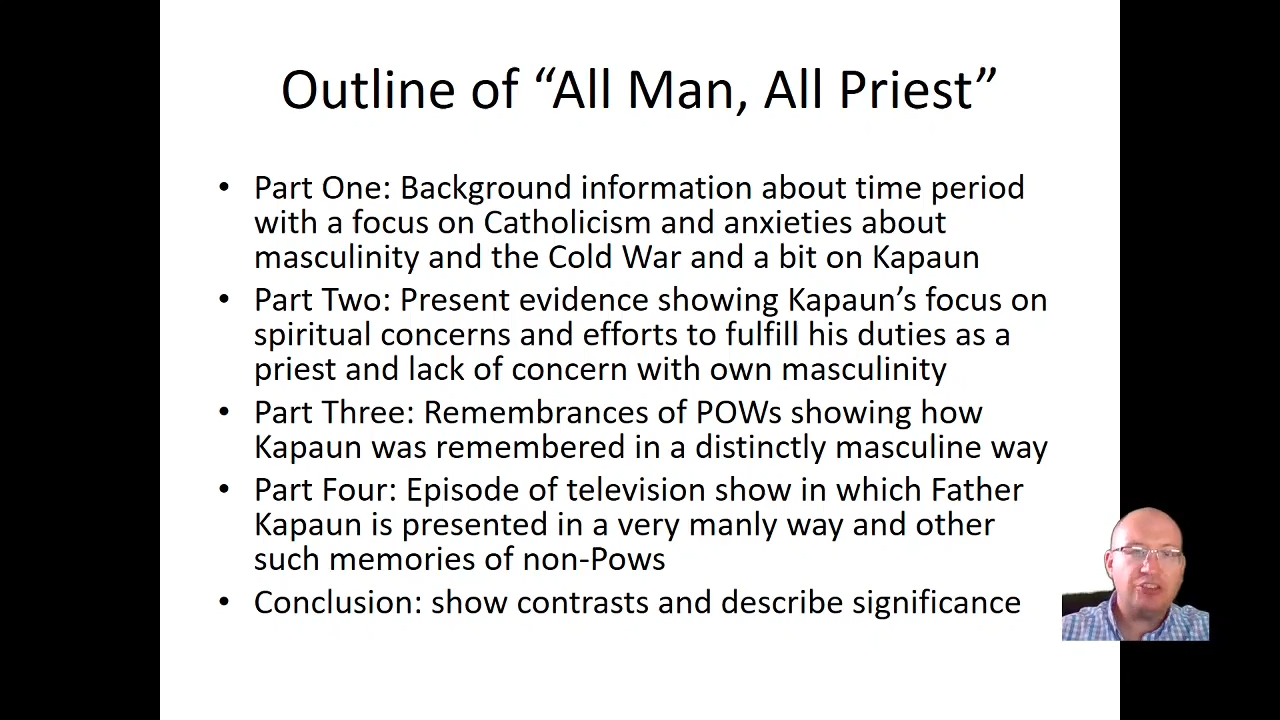 Outline of “All Man, All Priest”
• Part One: Background information about time period
with a focus on Catholicism and anxieties about
masculinity and the Cold War and a bit on Kapaun
• Part Two: Present evidence showing Kapaun’s focus on
spiritual concerns and efforts to fulfill his duties as a
priest and lack of concern with own masculinity
• Part Three: Remembrances of POWs showing how
Kapaun was remembered in a distinctly masculine way
• Part Four: Episode of television show in which Father
Kapaun is presented in a very manly way and other
such memories of non-Pows
• Conclusion: show contrasts and describe significance